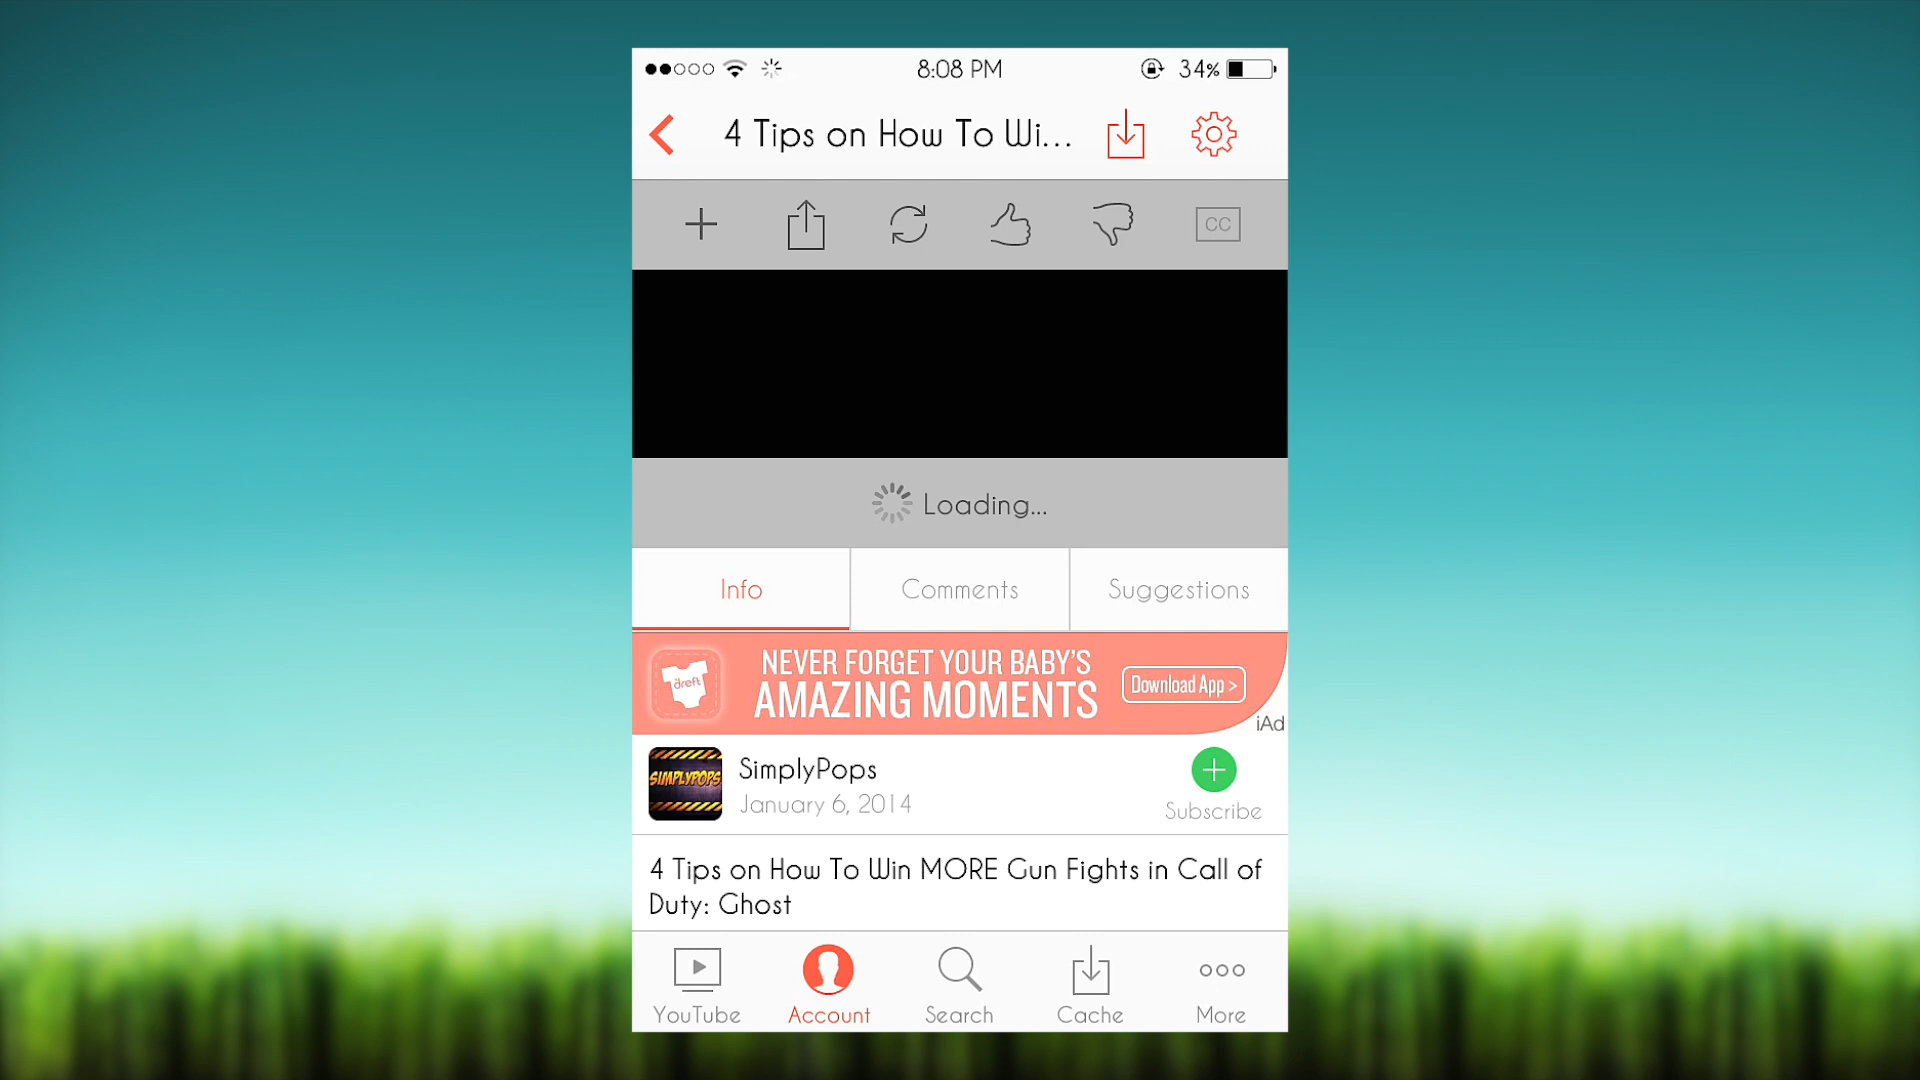 8:08 PM
34%
4 Tips on How To Wi...
CC
Loading...
Info
Comments
Suggestions
dreft
NEVER FORGET YOUR BABY'S
AMAZING MOMENTS
Download App >
iAd
SIMPLYPOPS
SimplyPops
January 6, 2014
Subscribe
4 Tips on How To Win MORE Gun Fights in Call of
Duty: Ghost
YouTube
Account
Search
Cache
More